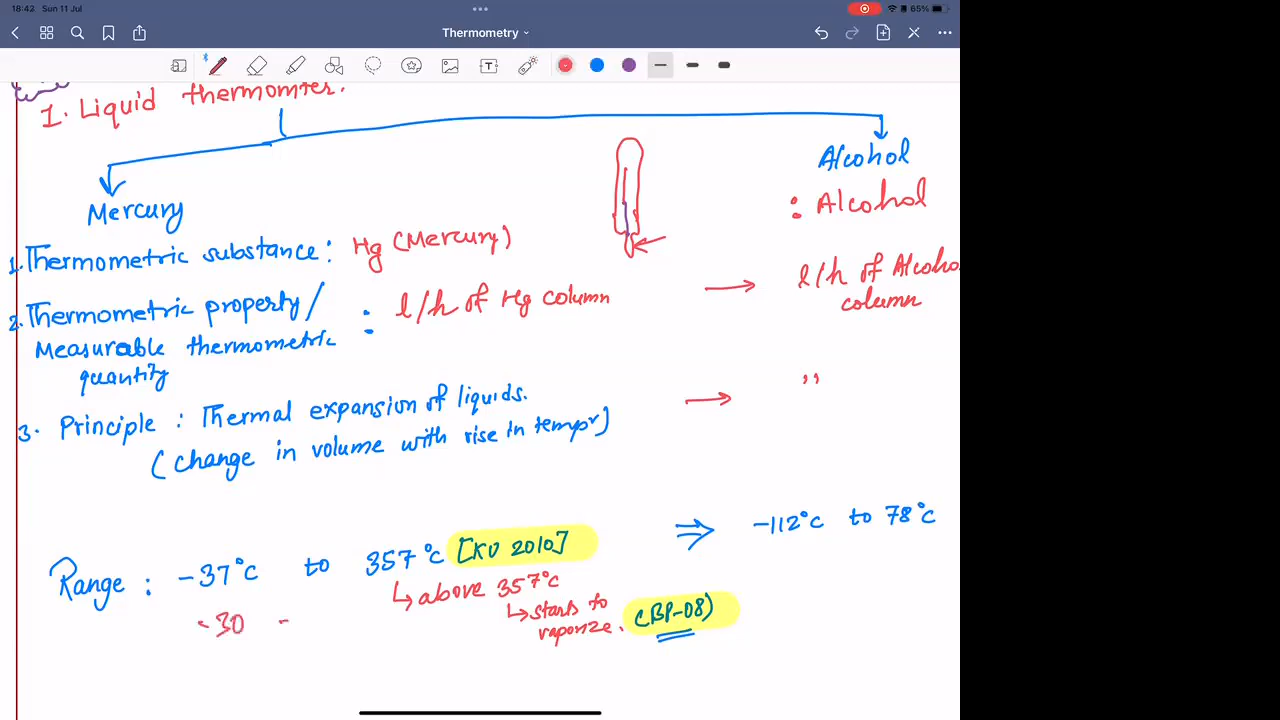 18:42 Sun 11 Jul
65%
Thermometry
T
1. Liquid thermomter.
Mercury
Alcohol
: Alcohol
1. Thermometric substance : Hg (Mercury)
2. Thermometric property/ : l/h of Hg column → l/h of Alcoho
column
Measurable thermometric
quantity
3. Principle : Thermal expansion of liquids. → ,,
(change in volume with rise in tempr)
Range : -37°C to 357°C [KU 2010] ⇒ -112°C to 78°C
↳ above 357°C
-30 -
↳ starts to
vaporize. (BP-08)